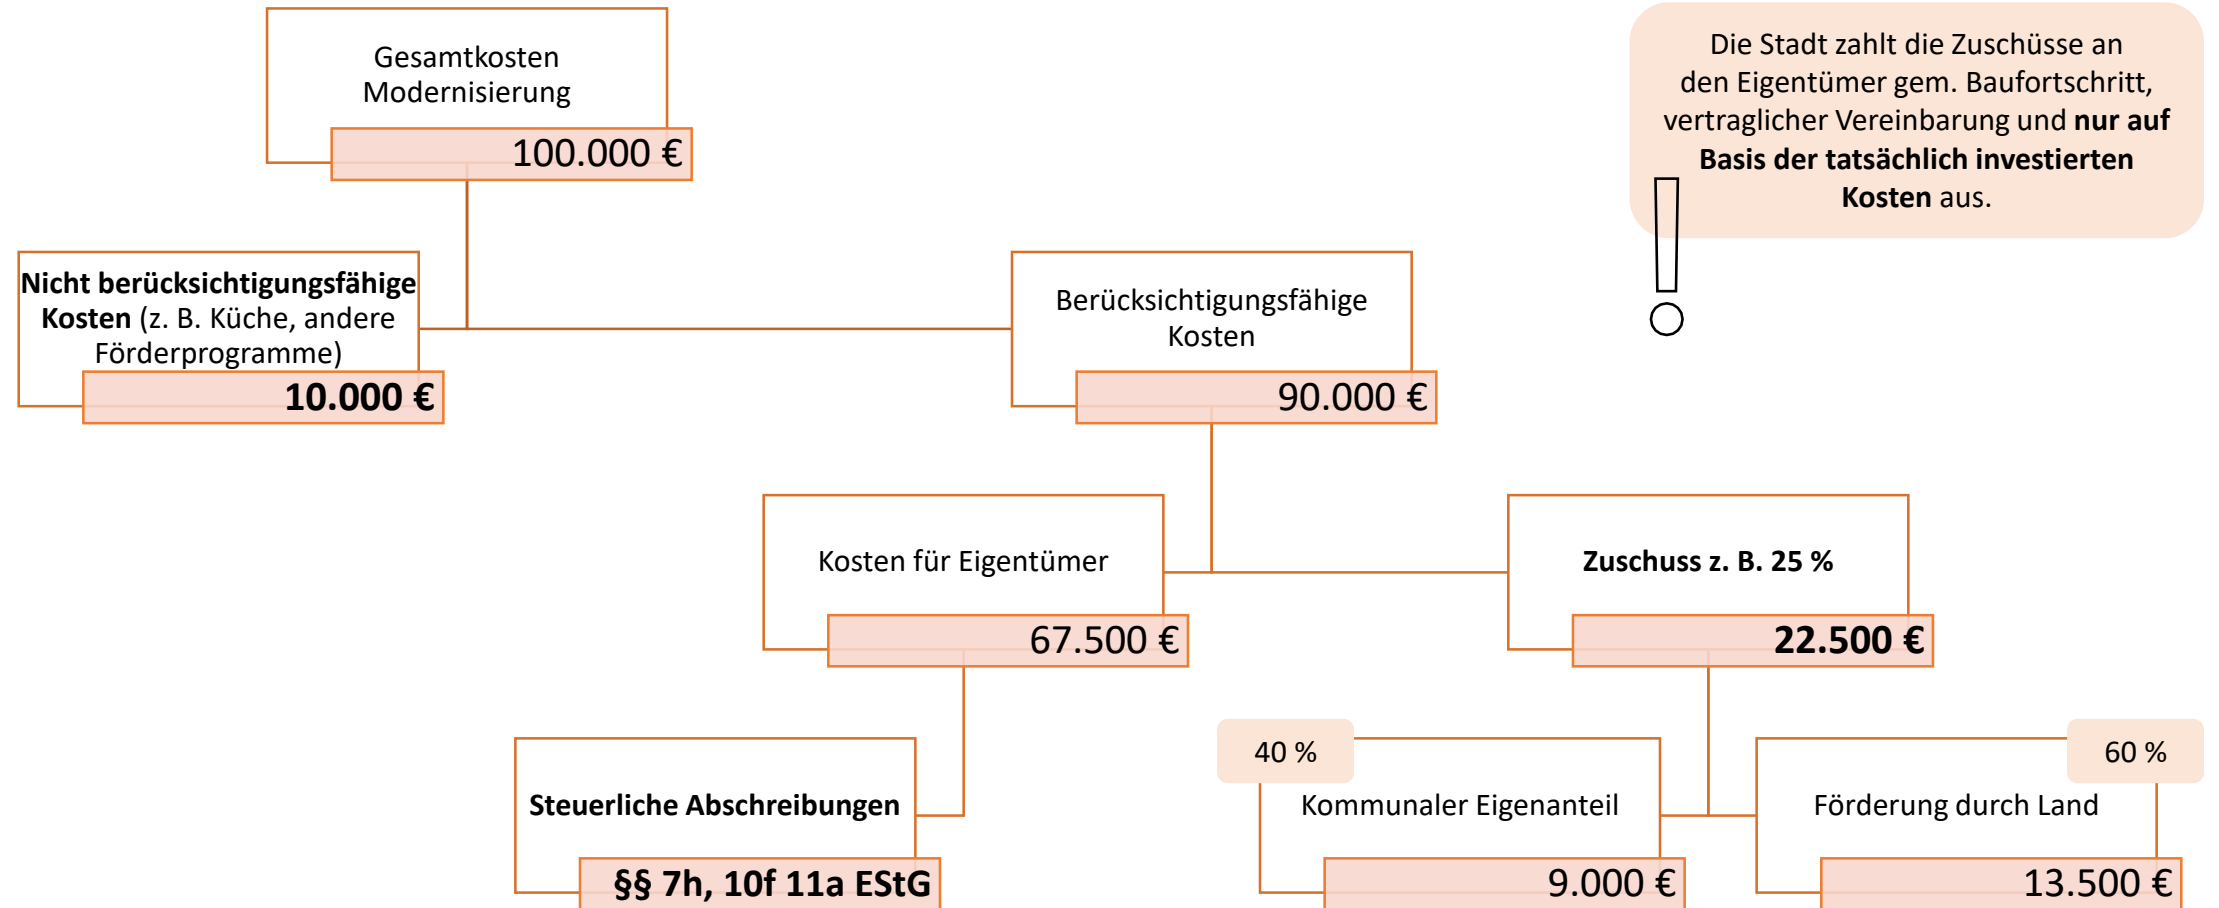 Gesamtkosten
Modernisierung
100.000 €
Die Stadt zahlt die Zuschüsse an
den Eigentümer gem. Baufortschritt,
vertraglicher Vereinbarung und nur auf
Basis der tatsächlich investierten
Kosten aus.
Nicht berücksichtigungsfähige
Kosten (z. B. Küche, andere
Förderprogramme)
10.000 €
Berücksichtigungsfähige
Kosten
90.000 €
Kosten für Eigentümer
67.500 €
Zuschuss z. B. 25 %
22.500 €
Steuerliche Abschreibungen
§§ 7h, 10f 11a EStG
40 %
Kommunaler Eigenanteil
9.000 €
60 %
Förderung durch Land
13.500 €